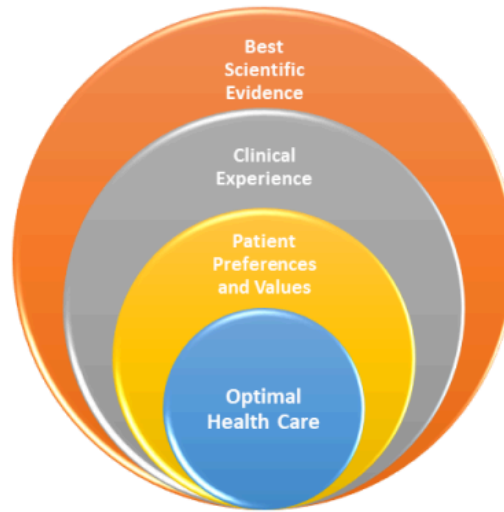 Best
Scientific
Evidence
Clinical
Experience
Patient
Preferences
and Values
Optimal
Health Care